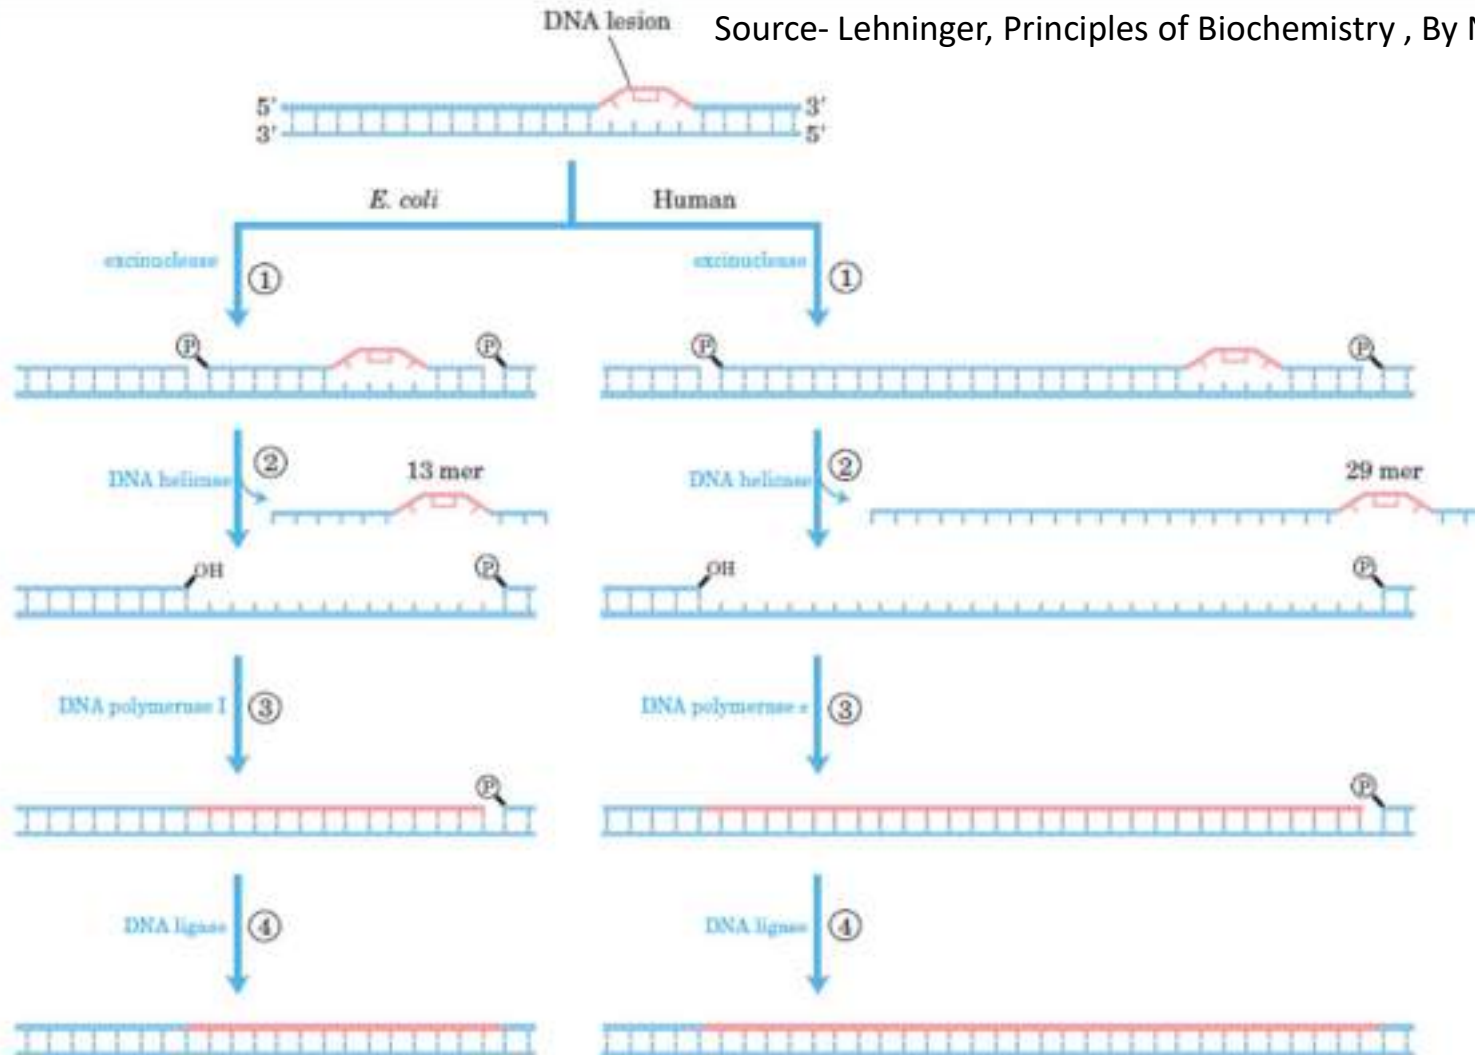 DNA lesion
Source- Lehninger, Principles of Biochemistry , By N
5' 3'
3' 5'
E. coli Human
excinuclease ① excinuclease ①
P P P P
DNA helicase ② 13 mer DNA helicase ② 29 mer
OH P OH P
DNA polymerase I ③ DNA polymerase ε ③
P P
DNA ligase ④ DNA ligase ④